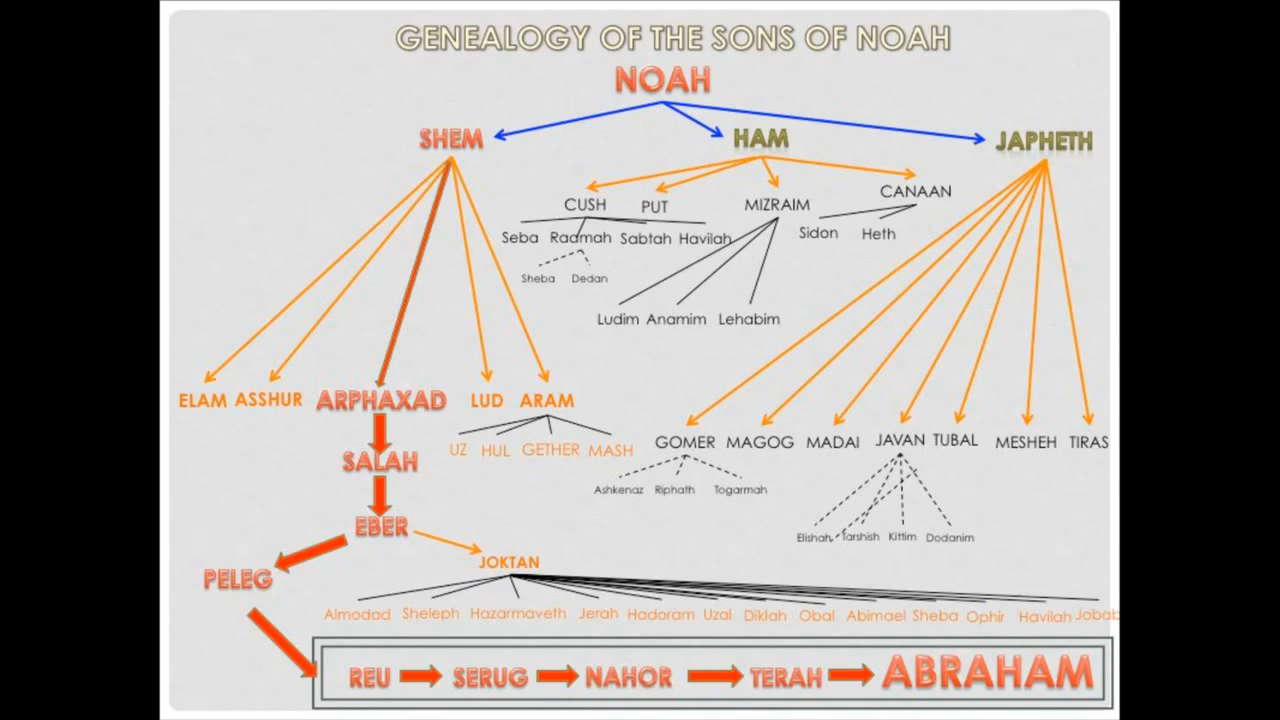 GENEALOGY OF THE SONS OF NOAH
NOAH
SHEM HAM JAPHETH
CUSH PUT MIZRAIM CANAAN
Seba Raamah Sabtah Havilah Sidon Heth
Sheba Dedan
Ludim Anamim Lehabim
ELAM ASSHUR ARPHAXAD LUD ARAM
GOMER MAGOG MADAI JAVAN TUBAL MESHEH TIRAS
UZ HUL GETHER MASH
SALAH
Ashkenaz Riphath Togarmah
EBER
Elishah Tarshish Kittim Dodanim
JOKTAN
PELEG
Almodad Sheleph Hazarmaveth Jerah Hadoram Uzal Diklah Obal Abimael Sheba Ophir Havilah Jobab
REU SERUG NAHOR TERAH ABRAHAM